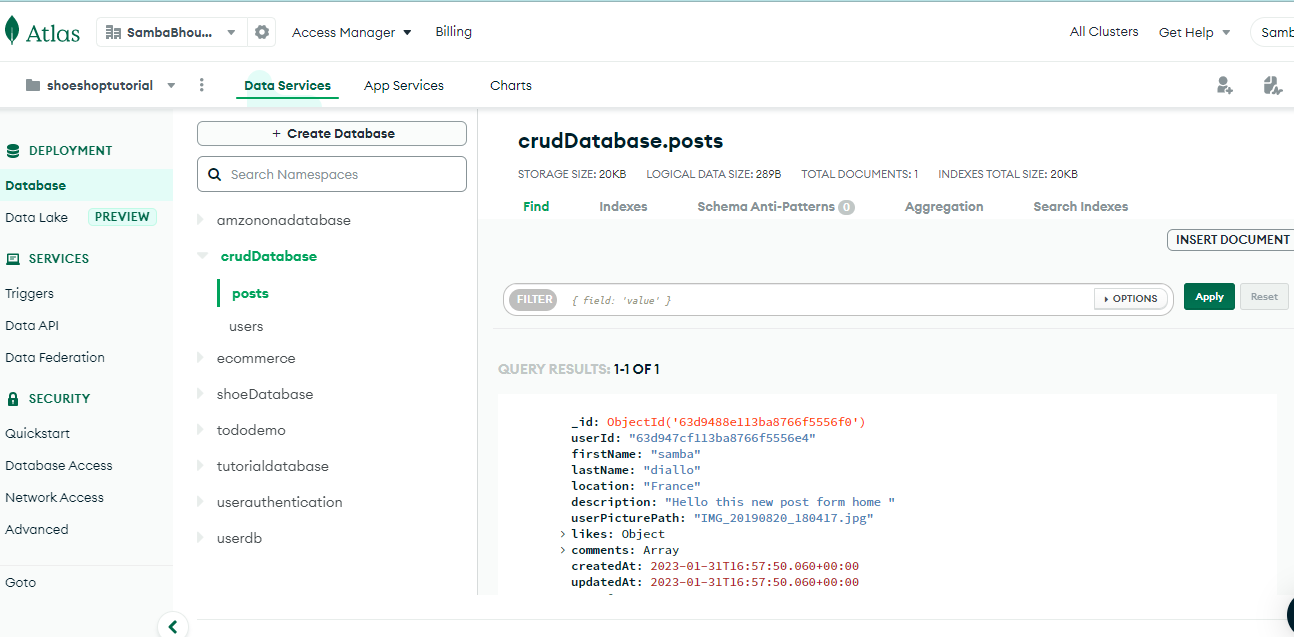 Atlas
SambaBhou...
Access Manager
Billing
All Clusters
Get Help
Samb
shoeshoptutorial
Data Services
App Services
Charts
DEPLOYMENT
Database
Data Lake PREVIEW
SERVICES
Triggers
Data API
Data Federation
SECURITY
Quickstart
Database Access
Network Access
Advanced
Goto
+ Create Database
Search Namespaces
amzononadatabase
crudDatabase
posts
users
ecommerce
shoeDatabase
tododemo
tutorialdatabase
userauthentication
userdb
crudDatabase.posts
STORAGE SIZE: 20KB LOGICAL DATA SIZE: 289B TOTAL DOCUMENTS: 1 INDEXES TOTAL SIZE: 20KB
Find Indexes Schema Anti-Patterns 0 Aggregation Search Indexes
INSERT DOCUMENT
FILTER { field: 'value' } OPTIONS Apply Reset
QUERY RESULTS: 1-1 OF 1
_id: ObjectId('63d9488e113ba8766f5556f0')
userId: "63d947cf113ba8766f5556e4"
firstName: "samba"
lastName: "diallo"
location: "France"
description: "Hello this new post form home "
userPicturePath: "IMG_20190820_180417.jpg"
likes: Object
comments: Array
createdAt: 2023-01-31T16:57:50.060+00:00
updatedAt: 2023-01-31T16:57:50.060+00:00